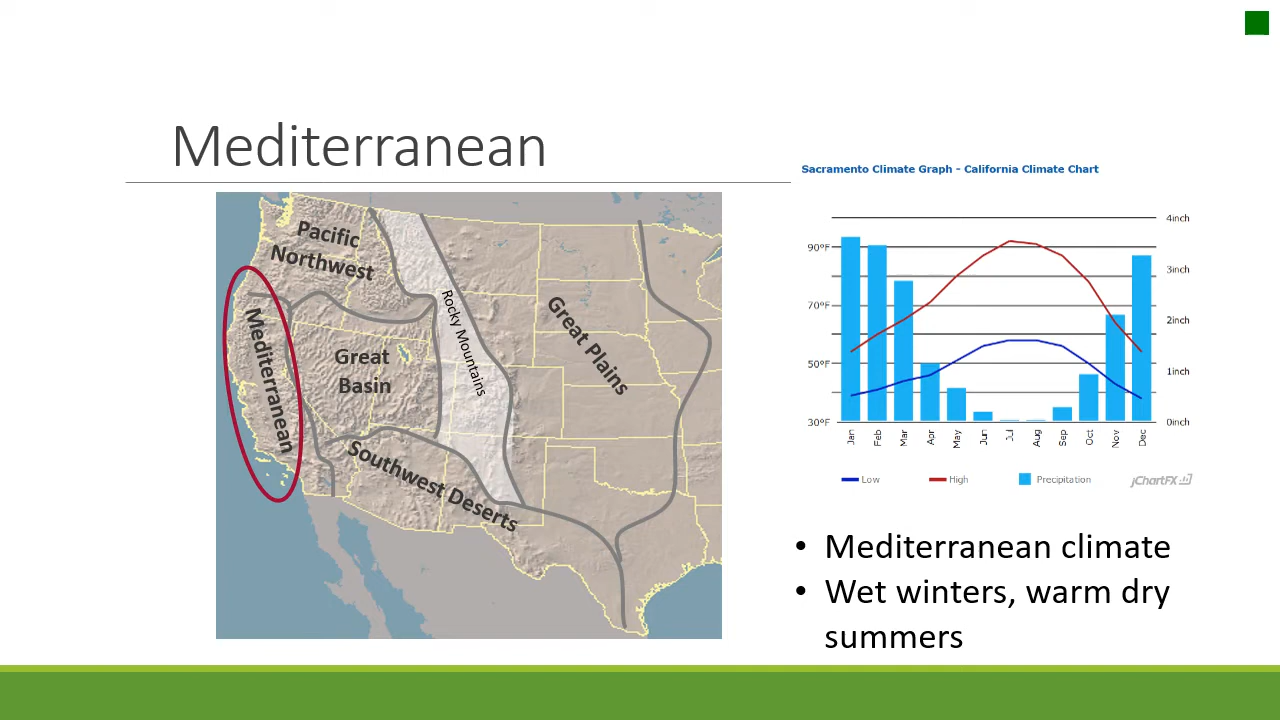 Mediterranean
Pacific
Northwest
Rocky Mountains
Great Plains
Mediterranean
Great
Basin
Southwest Deserts
Sacramento Climate Graph - California Climate Chart
4inch
90°F
3inch
70°F
2inch
50°F
1inch
30°F
0inch
Jan Feb Mar Apr May Jun Jul Aug Sep Oct Nov Dec
Low High Precipitation jChartFX
• Mediterranean climate
• Wet winters, warm dry
summers